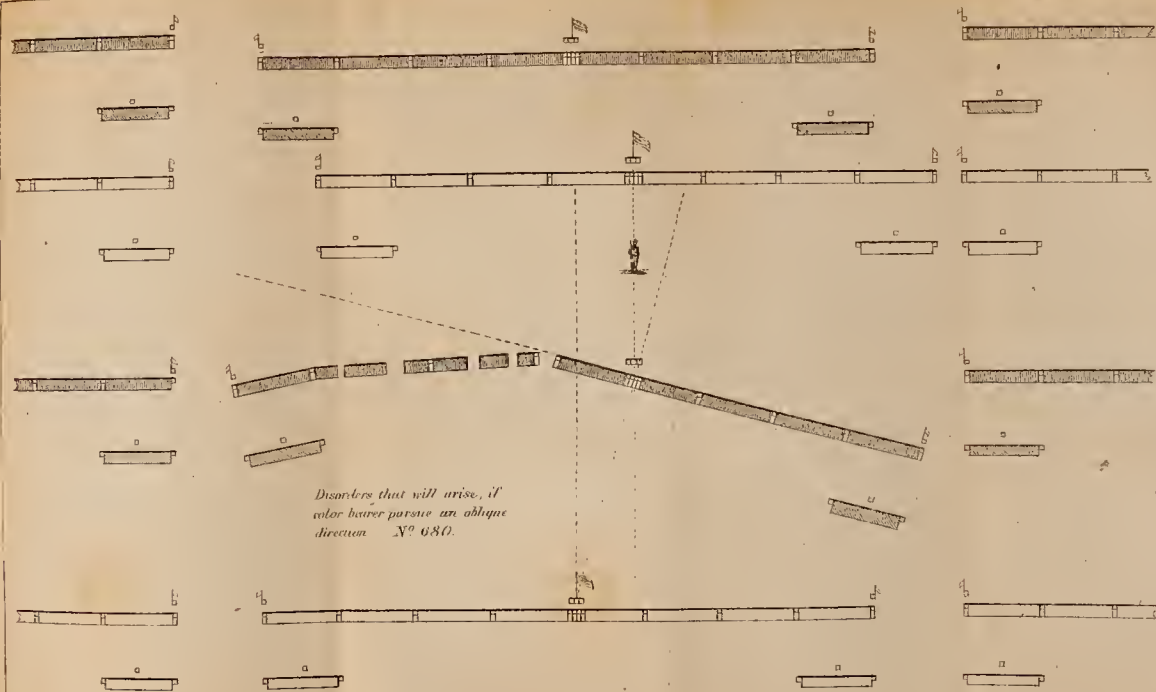 Disorders that will arise, if
color bearer pursue an oblique
direction Nº 680.